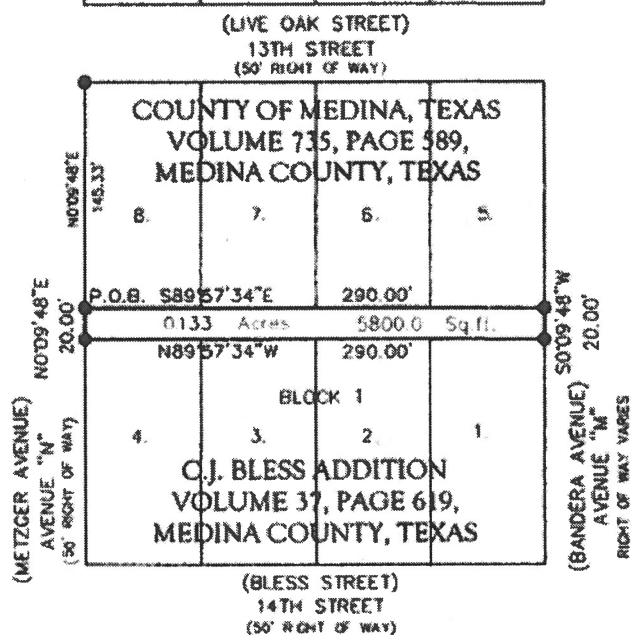 (LIVE OAK STREET)
13TH STREET
(50' RIGHT OF WAY)
COUNTY OF MEDINA, TEXAS
VOLUME 735, PAGE 589,
MEDINA COUNTY, TEXAS
N0°09'48"E
145.33'
8.
7.
6.
5.
P.O.B. S89°57'34"E 290.00'
0.133 Acres 5800.0 Sq.ft.
N89°57'34"W 290.00'
N0°09'48"E
20.00'
S0°09'48"W
20.00'
BLOCK 1
4.
3.
2.
1.
C.J. BLESS ADDITION
VOLUME 37, PAGE 619,
MEDINA COUNTY, TEXAS
(METZGER AVENUE)
AVENUE "N"
(50' RIGHT OF WAY)
(BANDERA AVENUE)
AVENUE "M"
RIGHT OF WAY VARIES
(BLESS STREET)
14TH STREET
(50' RIGHT OF WAY)